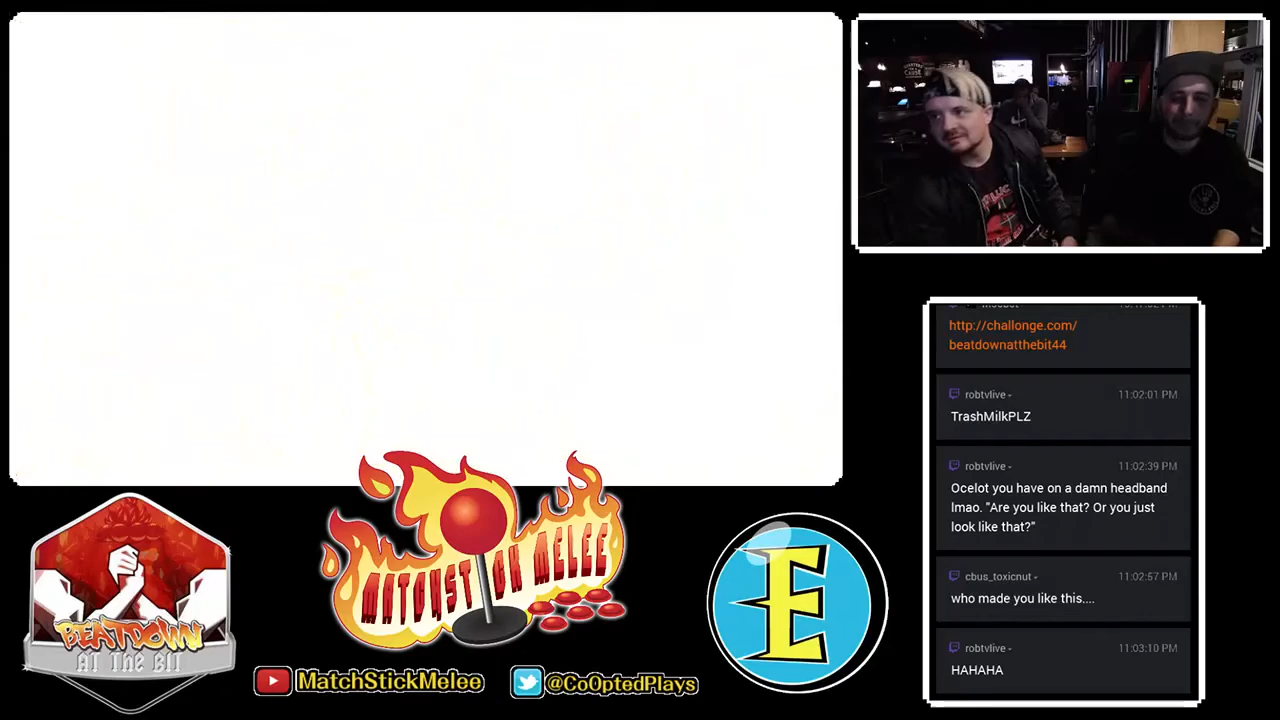 http://challonge.com/
beatdownatthebit44
robtvlive
11:02:01 PM
TrashMilkPLZ
robtvlive
11:02:39 PM
Ocelot you have on a damn headband
lmao. "Are you like that? Or you just
look like that?"
cbus_toxicnut
11:02:57 PM
who made you like this....
robtvlive
11:03:10 PM
HAHAHA
BEATDOWN
AT THE BIT
MATCHSTICK MELEE
E
MatchStickMelee
@CoOptedPlays